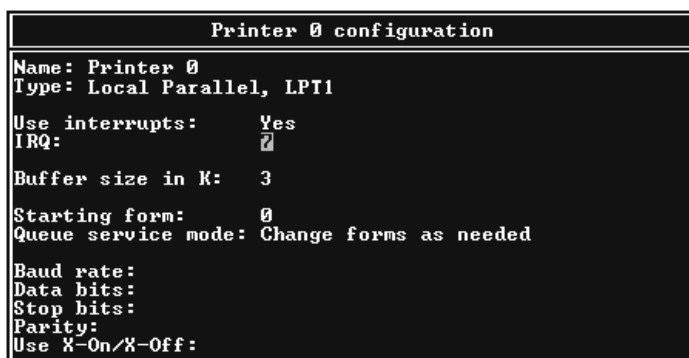 Printer 0 configuration
Name: Printer 0
Type: Local Parallel, LPT1
Use interrupts: Yes
IRQ: 7
Buffer size in K: 3
Starting form: 0
Queue service mode: Change forms as needed
Baud rate:
Data bits:
Stop bits:
Parity:
Use X-On/X-Off: